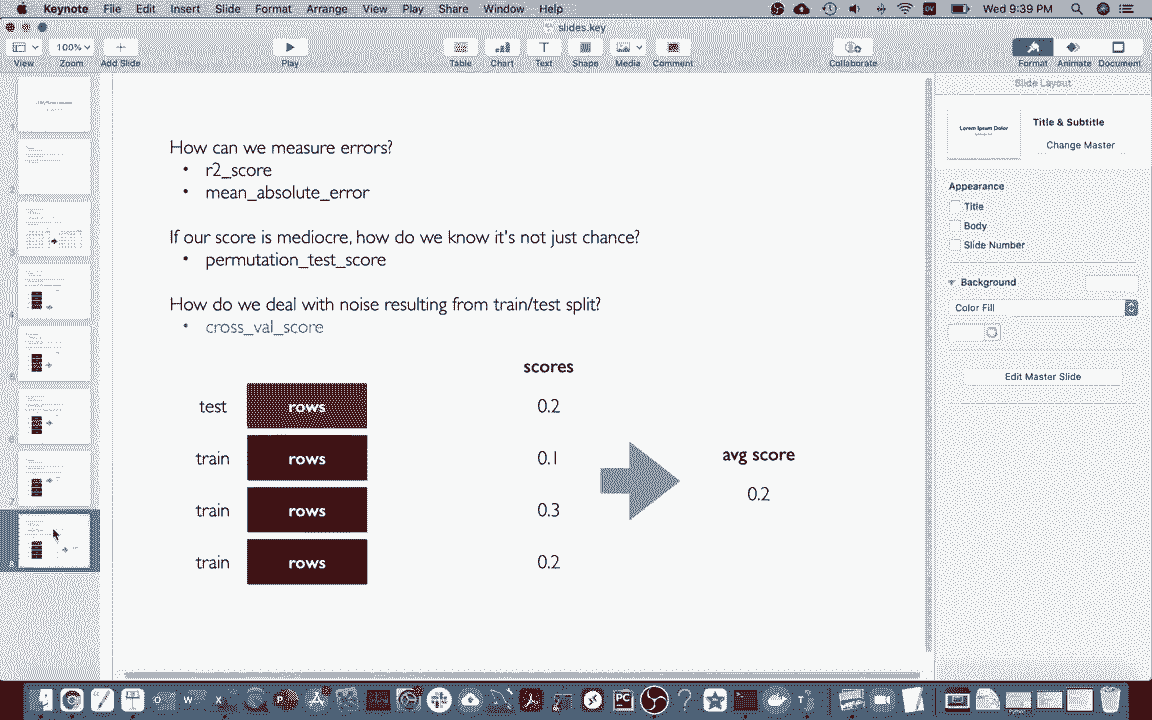 Keynote File Edit Insert Slide Format Arrange View Play Share Window Help Wed 9:39 PM
slides.key
100%
View Zoom Add Slide Play Table Chart Text Shape Media Comment Collaborate Format Animate Document
Slide Layout
Lorem Ipsum Dolor
Title & Subtitle
Change Master
Appearance
Title
Body
Slide Number
Background
Color Fill
Edit Master Slide
How can we measure errors?
• r2_score
• mean_absolute_error
If our score is mediocre, how do we know it's not just chance?
• permutation_test_score
How do we deal with noise resulting from train/test split?
• cross_val_score
scores
test rows 0.2
train rows 0.1
train rows 0.3
train rows 0.2
avg score
0.2